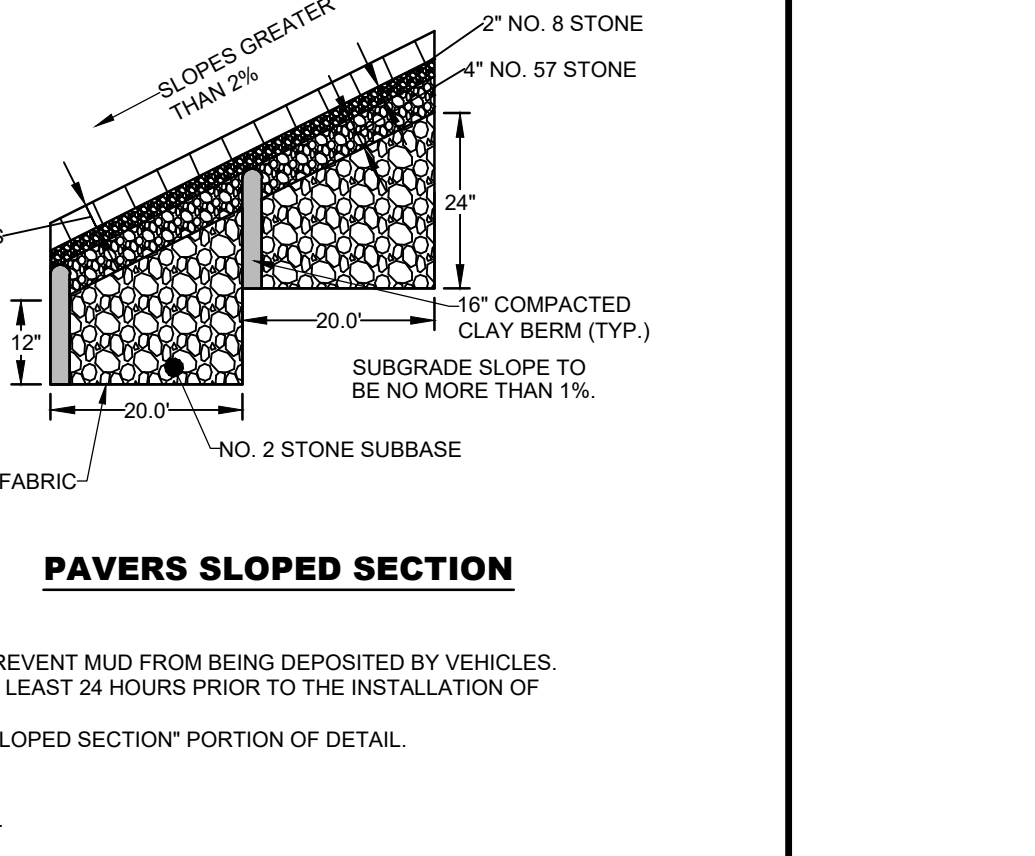 SLOPES GREATER
THAN 2%
2" NO. 8 STONE
4" NO. 57 STONE
24"
12"
16" COMPACTED
CLAY BERM (TYP.)
20.0'
SUBGRADE SLOPE TO
BE NO MORE THAN 1%.
20.0'
NO. 2 STONE SUBBASE
FABRIC
PAVERS SLOPED SECTION
REVENT MUD FROM BEING DEPOSITED BY VEHICLES.
LEAST 24 HOURS PRIOR TO THE INSTALLATION OF
LOPED SECTION" PORTION OF DETAIL.